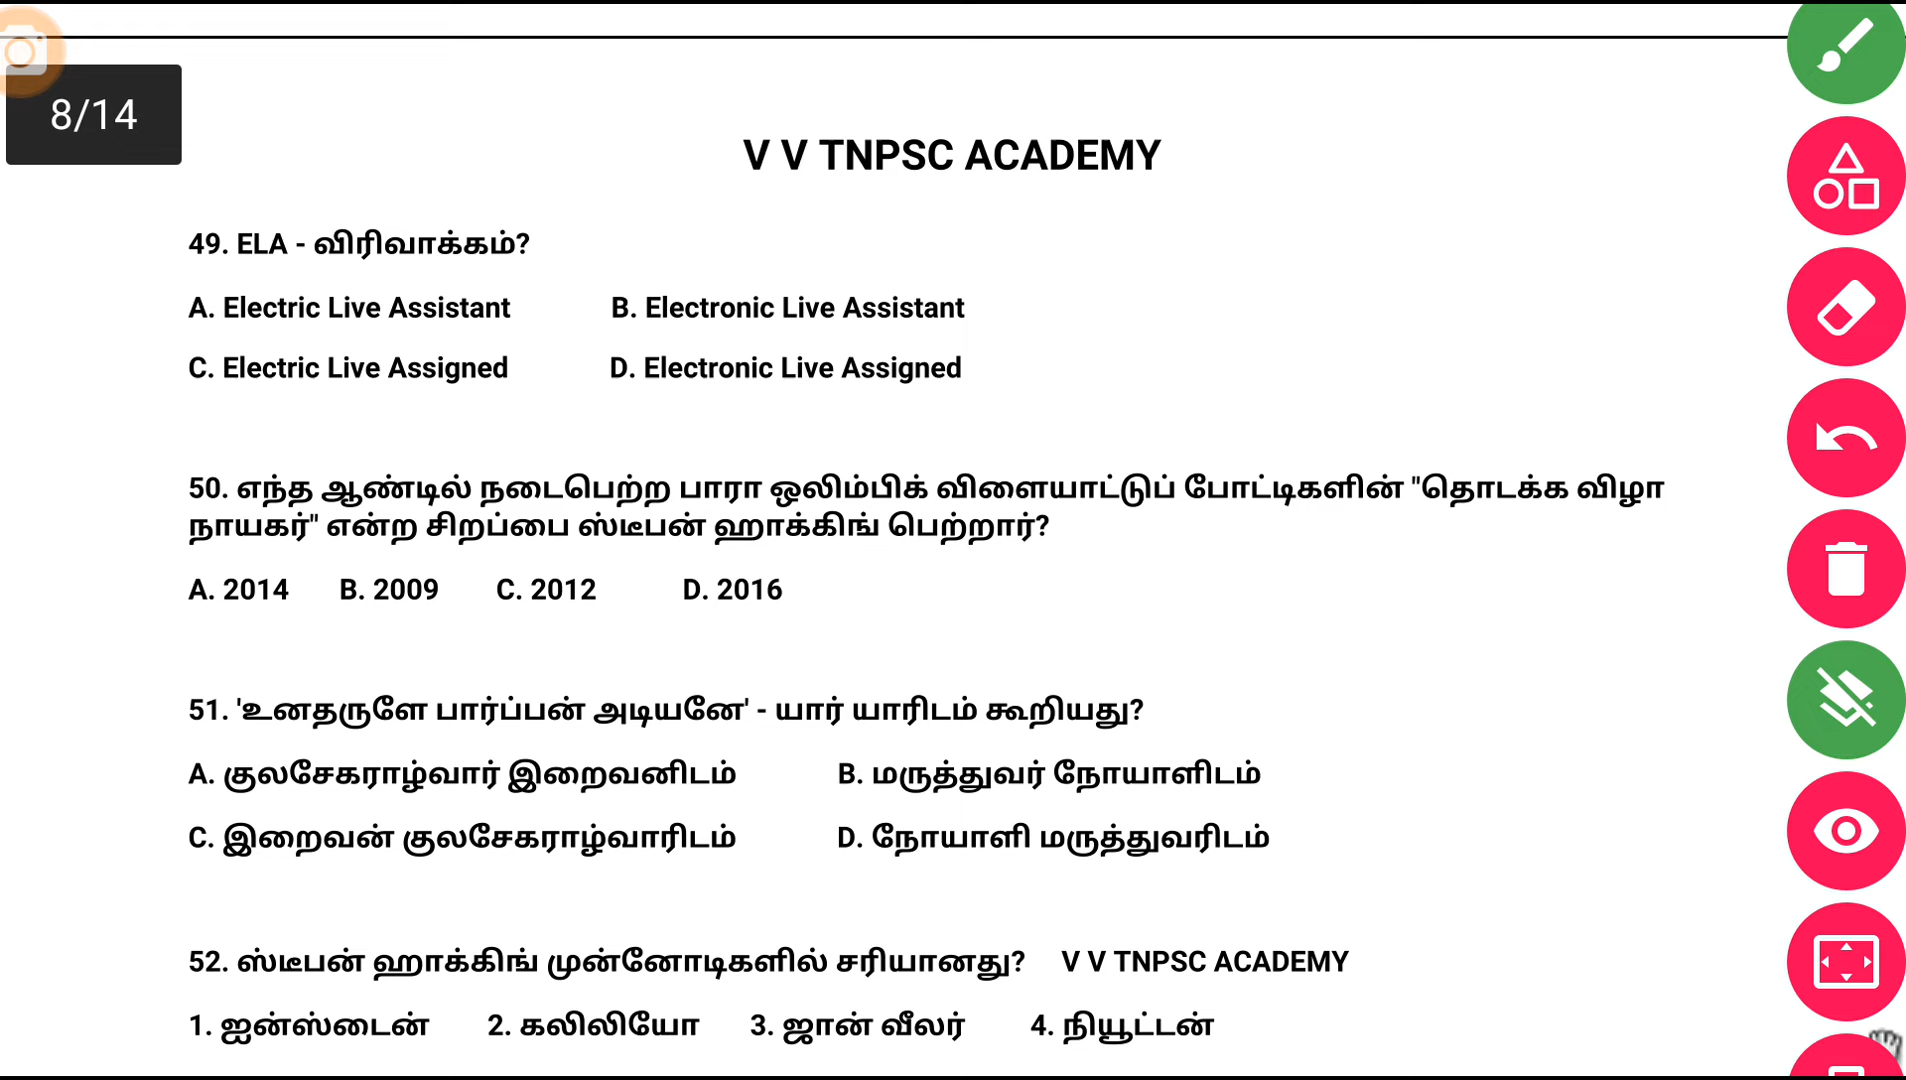 8/14
V V TNPSC ACADEMY
49. ELA - விரிவாக்கம்?
A. Electric Live Assistant B. Electronic Live Assistant
C. Electric Live Assigned D. Electronic Live Assigned
50. எந்த ஆண்டில் நடைபெற்ற பாரா ஒலிம்பிக் விளையாட்டுப் போட்டிகளின் "தொடக்க விழா
நாயகர்" என்ற சிறப்பை ஸ்டீபன் ஹாக்கிங் பெற்றார்?
A. 2014 B. 2009 C. 2012 D. 2016
51. 'உனதருளே பார்ப்பன் அடியனே' - யார் யாரிடம் கூறியது?
A. குலசேகராழ்வார் இறைவனிடம் B. மருத்துவர் நோயாளிடம்
C. இறைவன் குலசேகராழ்வாரிடம் D. நோயாளி மருத்துவரிடம்
52. ஸ்டீபன் ஹாக்கிங் முன்னோடிகளில் சரியானது? V V TNPSC ACADEMY
1. ஐன்ஸ்டைன் 2. கலிலியோ 3. ஜான் வீலர் 4. நியூட்டன்